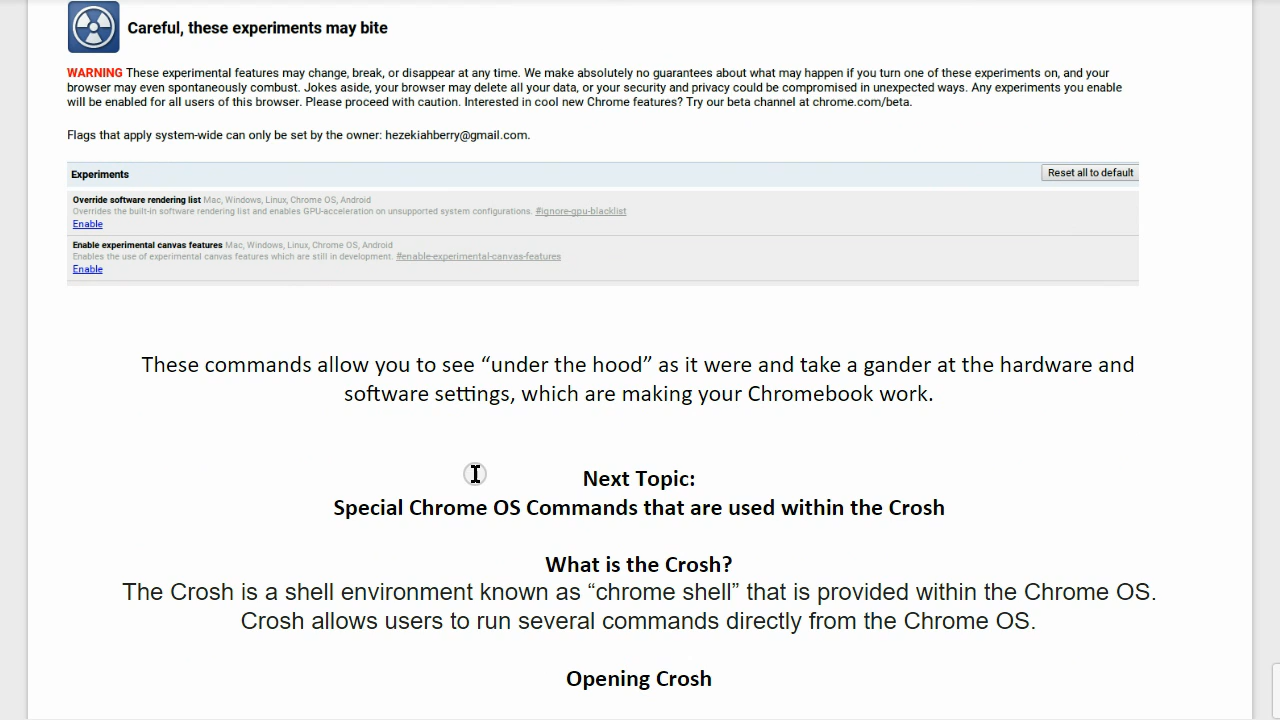 Careful, these experiments may bite
WARNING These experimental features may change, break, or disappear at any time. We make absolutely no guarantees about what may happen if you turn one of these experiments on, and your
browser may even spontaneously combust. Jokes aside, your browser may delete all your data, or your security and privacy could be compromised in unexpected ways. Any experiments you enable
will be enabled for all users of this browser. Please proceed with caution. Interested in cool new Chrome features? Try our beta channel at chrome.com/beta.
Flags that apply system-wide can only be set by the owner: hezekiahberry@gmail.com.
Experiments Reset all to default
Override software rendering list Mac, Windows, Linux, Chrome OS, Android
Overrides the built-in software rendering list and enables GPU-acceleration on unsupported system configurations. #ignore-gpu-blacklist
Enable
Enable experimental canvas features Mac, Windows, Linux, Chrome OS, Android
Enables the use of experimental canvas features which are still in development. #enable-experimental-canvas-features
Enable
These commands allow you to see “under the hood” as it were and take a gander at the hardware and
software settings, which are making your Chromebook work.
Next Topic:
Special Chrome OS Commands that are used within the Crosh
What is the Crosh?
The Crosh is a shell environment known as “chrome shell” that is provided within the Chrome OS.
Crosh allows users to run several commands directly from the Chrome OS.
Opening Crosh